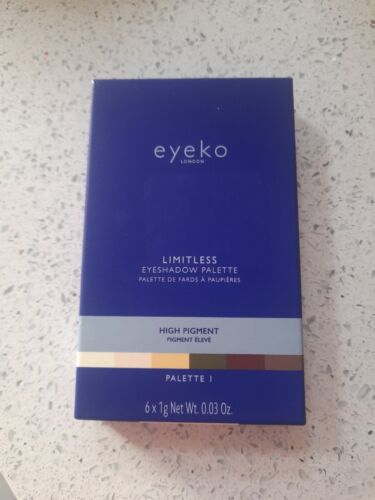 eyeko
LONDON
LIMITLESS
EYESHADOW PALETTE
PALETTE DE FARDS À PAUPIÈRES
HIGH PIGMENT
PIGMENT ÉLEVÉ
PALETTE 1
6 x 1g Net Wt. 0.03 Oz.